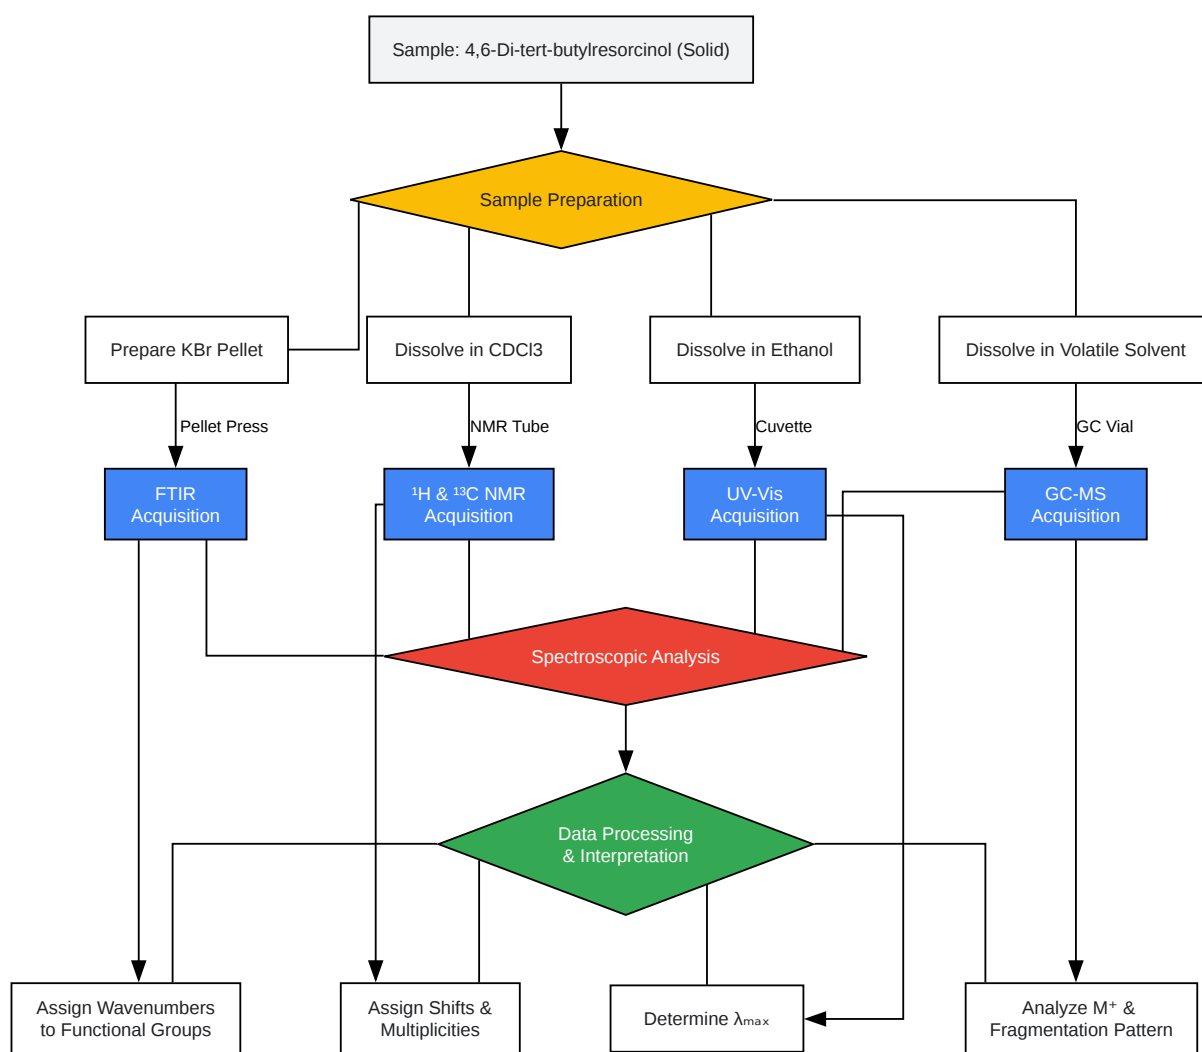 Sample: 4,6-Di-tert-butylresorcinol (Solid)
Sample Preparation
Prepare KBr Pellet
Dissolve in CDCl3
Dissolve in Ethanol
Dissolve in Volatile Solvent
Pellet Press
NMR Tube
Cuvette
GC Vial
FTIR
Acquisition
¹H & ¹³C NMR
Acquisition
UV-Vis
Acquisition
GC-MS
Acquisition
Spectroscopic Analysis
Data Processing
& Interpretation
Assign Wavenumbers
to Functional Groups
Assign Shifts &
Multiplicities
Determine λₘₐₓ
Analyze M⁺ &
Fragmentation Pattern